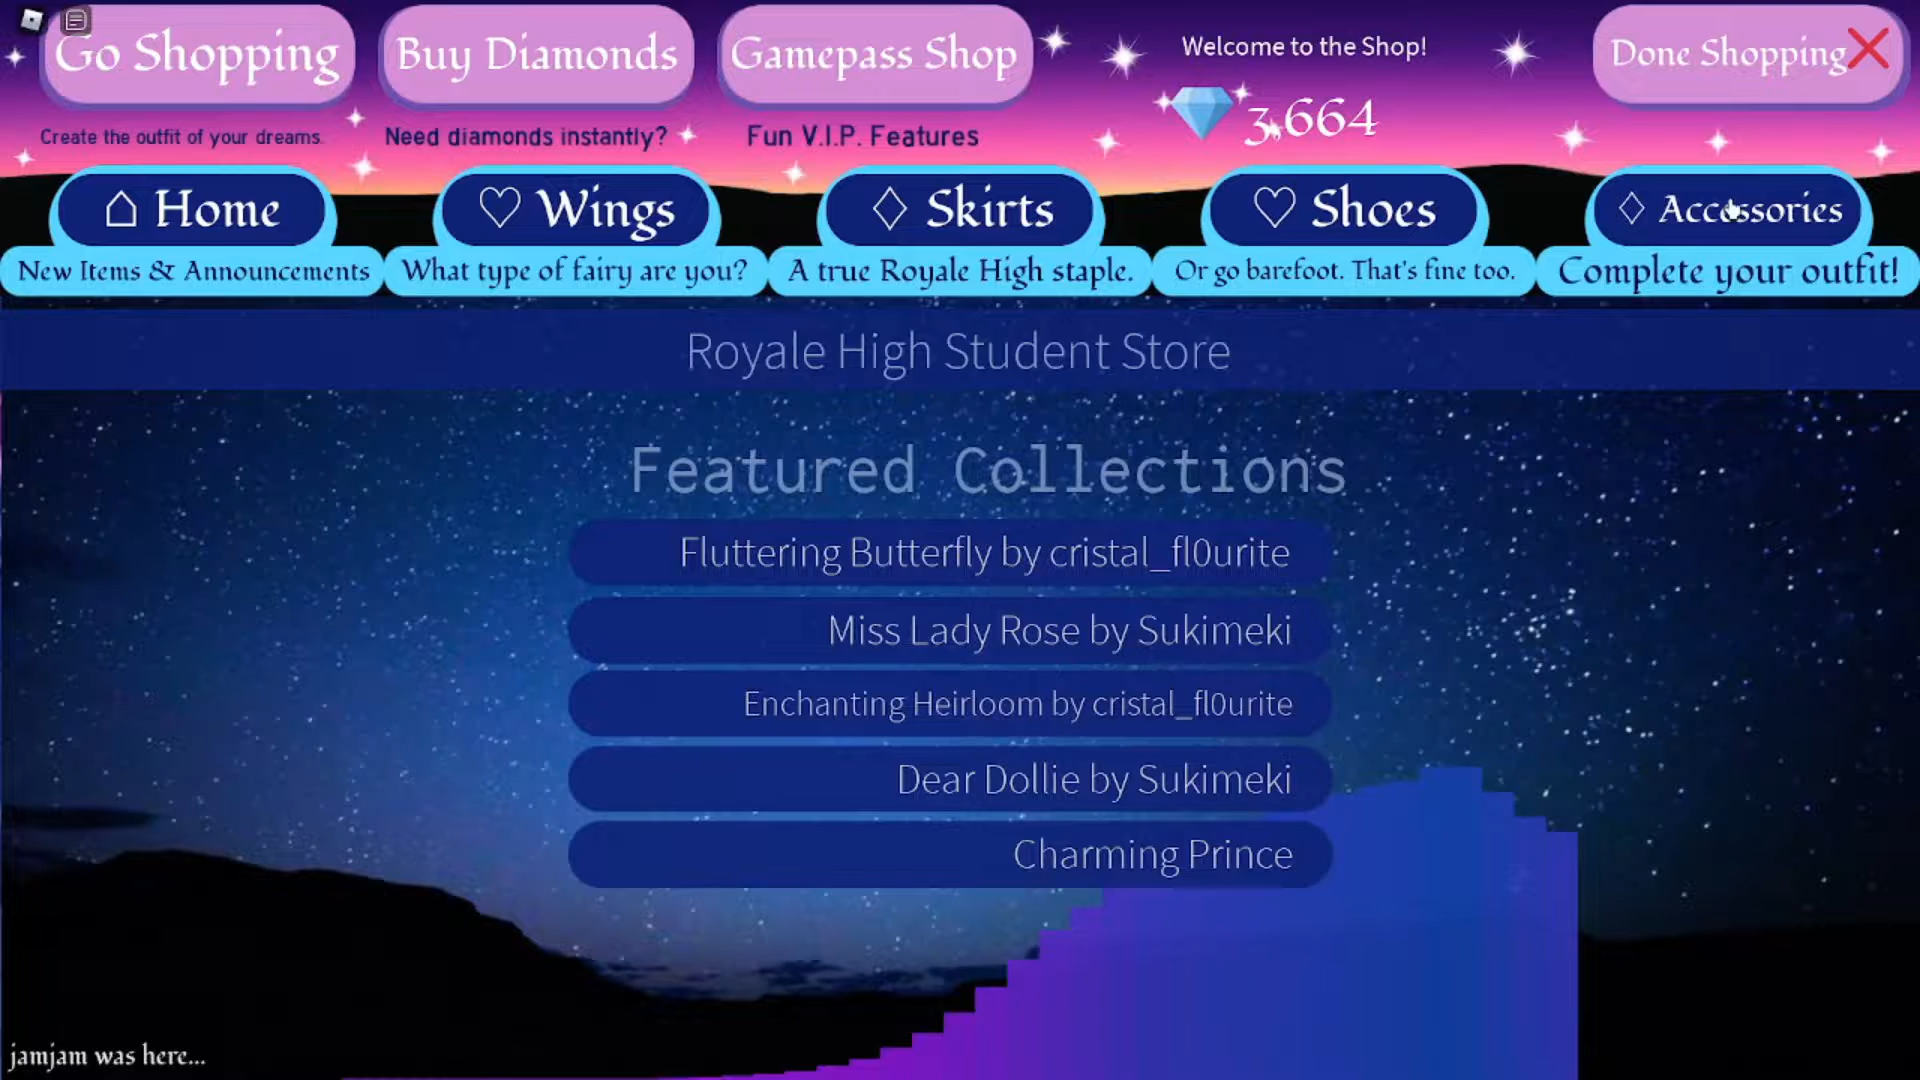 Go Shopping
Buy Diamonds
Gamepass Shop
Welcome to the Shop!
Done Shopping
3,664
Create the outfit of your dreams.
Need diamonds instantly?
Fun V.I.P. Features
Home
Wings
Skirts
Shoes
Accessories
New Items & Announcements
What type of fairy are you?
A true Royale High staple.
Or go barefoot. That's fine too.
Complete your outfit!
Royale High Student Store
Featured Collections
Fluttering Butterfly by cristal_fl0urite
Miss Lady Rose by Sukimeki
Enchanting Heirloom by cristal_fl0urite
Dear Dollie by Sukimeki
Charming Prince
jamjam was here...